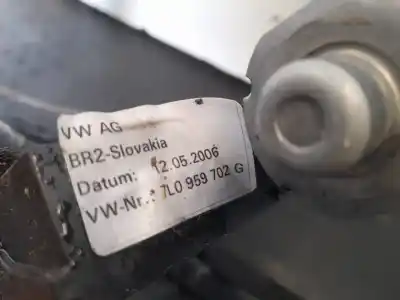 VW AG
BR2-Slovakia
Datum: 12.05.2006
VW-Nr.: 7L0 959 702 G